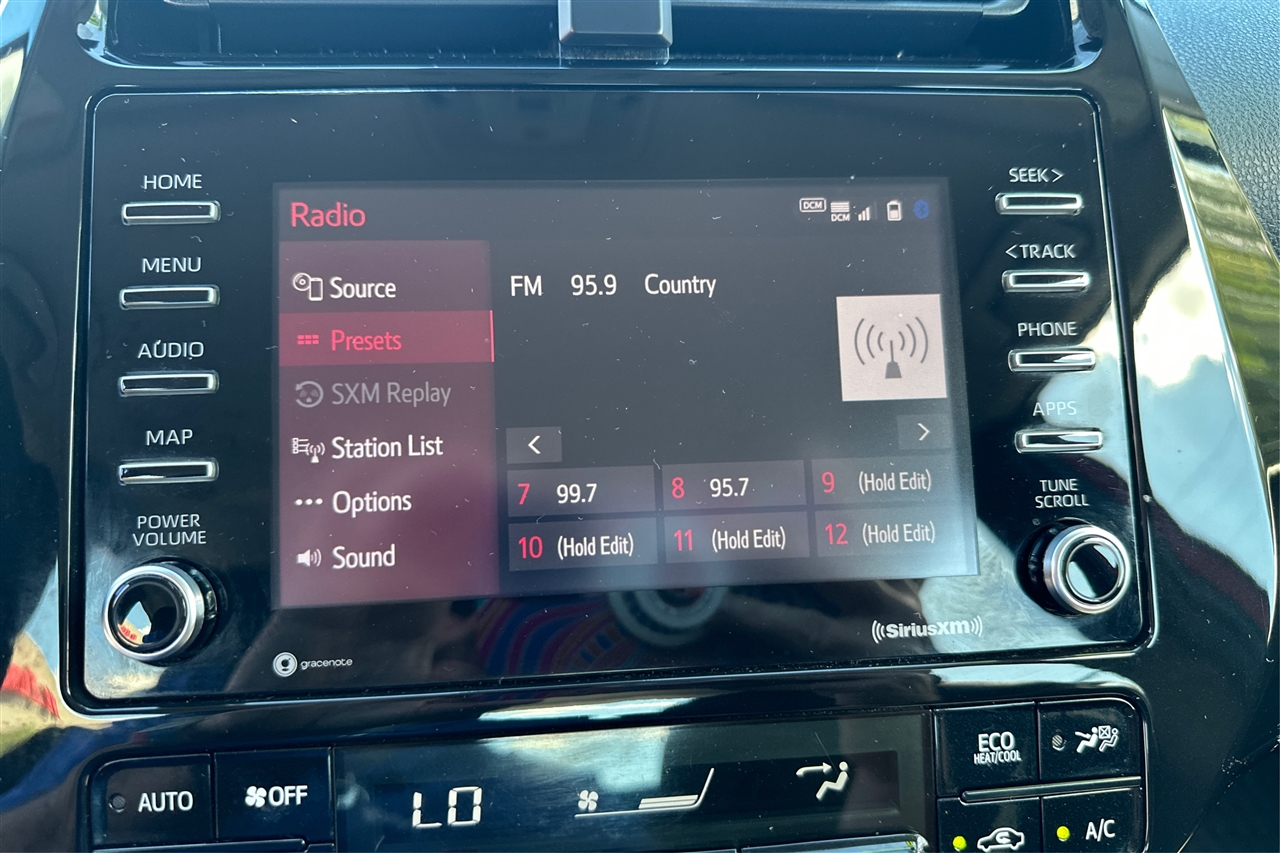 HOME
MENU
AUDIO
MAP
POWER
VOLUME
Radio
DCM
DCM
Source
Presets
SXM Replay
Station List
Options
Sound
FM 95.9 Country
<
>
7 99.7
8 95.7
9 (Hold Edit)
10 (Hold Edit)
11 (Hold Edit)
12 (Hold Edit)
SEEK >
< TRACK
PHONE
APPS
TUNE
SCROLL
gracenote
SiriusXM
AUTO
OFF
LO
ECO
HEAT/COOL
A/C